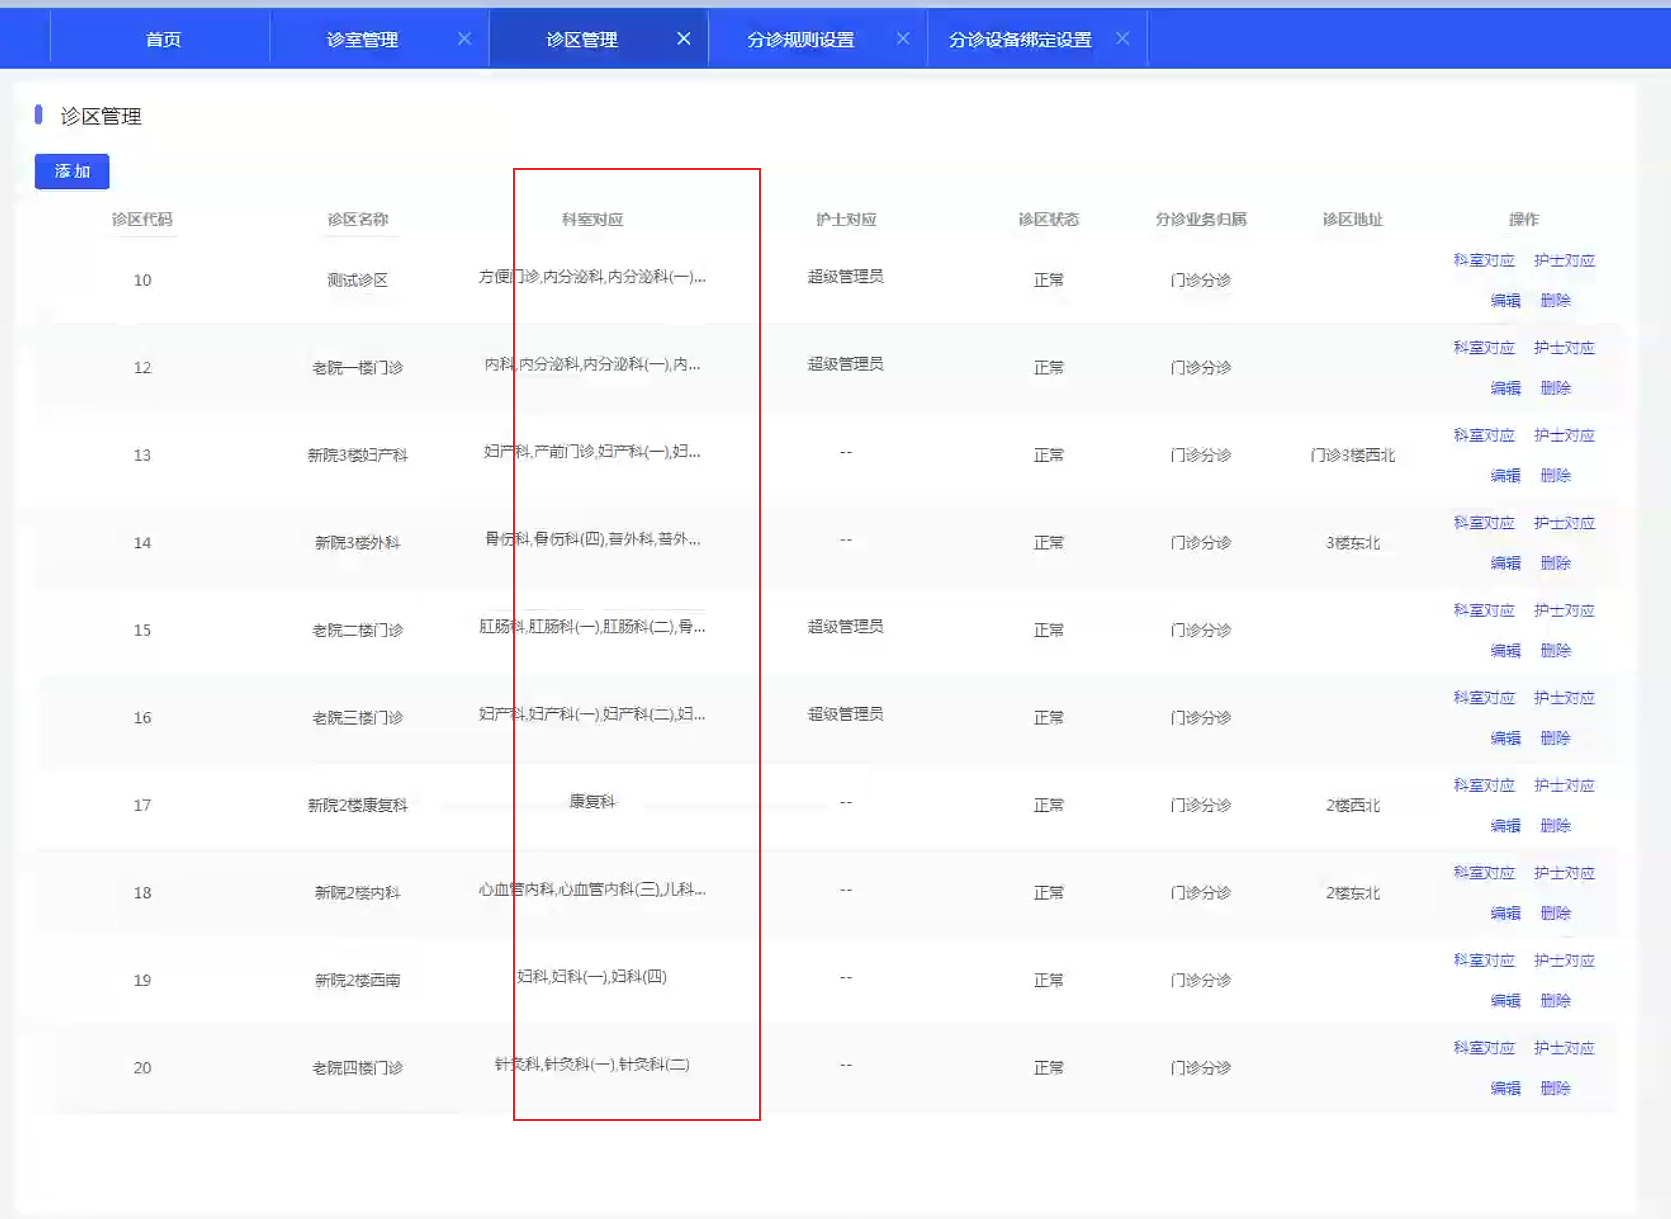 首页 诊室管理 诊区管理 分诊规则设置 分诊设备绑定设置
诊区管理
添加
诊区代码 诊区名称 科室对应 护士对应 诊区状态 分诊业务归属 诊区地址 操作
10 测试诊区 方便门诊,内分泌科,内分泌科(一)... 超级管理员 正常 门诊分诊 科室对应 护士对应
编辑 删除
12 老院一楼门诊 内科,内分泌科,内分泌科(一),内... 超级管理员 正常 门诊分诊 科室对应 护士对应
编辑 删除
13 新院3楼妇产科 妇产科,产前门诊,妇产科(一),妇... -- 正常 门诊分诊 门诊3楼西北 科室对应 护士对应
编辑 删除
14 新院3楼外科 骨伤科,骨伤科(四),普外科,普外... -- 正常 门诊分诊 3楼东北 科室对应 护士对应
编辑 删除
15 老院二楼门诊 肛肠科,肛肠科(一),肛肠科(二),骨... 超级管理员 正常 门诊分诊 科室对应 护士对应
编辑 删除
16 老院三楼门诊 妇产科,妇产科(一),妇产科(二),妇... 超级管理员 正常 门诊分诊 科室对应 护士对应
编辑 删除
17 新院2楼康复科 康复科 -- 正常 门诊分诊 2楼西北 科室对应 护士对应
编辑 删除
18 新院2楼内科 心血管内科,心血管内科(三),儿科... -- 正常 门诊分诊 2楼东北 科室对应 护士对应
编辑 删除
19 新院2楼西南 妇科,妇科(一),妇科(四) -- 正常 门诊分诊 科室对应 护士对应
编辑 删除
20 老院四楼门诊 针灸科,针灸科(一),针灸科(二) -- 正常 门诊分诊 科室对应 护士对应
编辑 删除